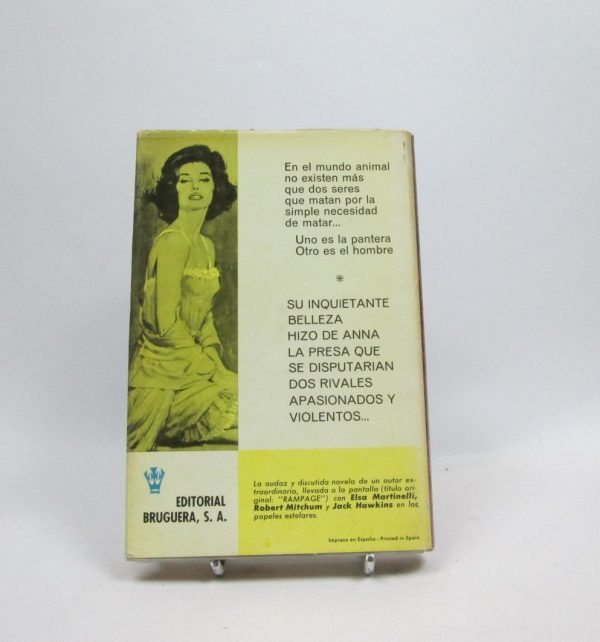 En el mundo animal
no existen más
que dos seres
que matan por la
simple necesidad
de matar...
Uno es la pantera
Otro es el hombre
*
SU INQUIETANTE
BELLEZA
HIZO DE ANNA
LA PRESA QUE
SE DISPUTARIAN
DOS RIVALES
APASIONADOS Y
VIOLENTOS...
EDITORIAL
BRUGUERA, S. A.
La audaz y discutida novela de un autor ex-
traordinario, llevada a la pantalla (título ori-
ginal: "RAMPAGE") con Elsa Martinelli,
Robert Mitchum y Jack Hawkins en los
papeles estelares.
Impreso en España - Printed in Spain